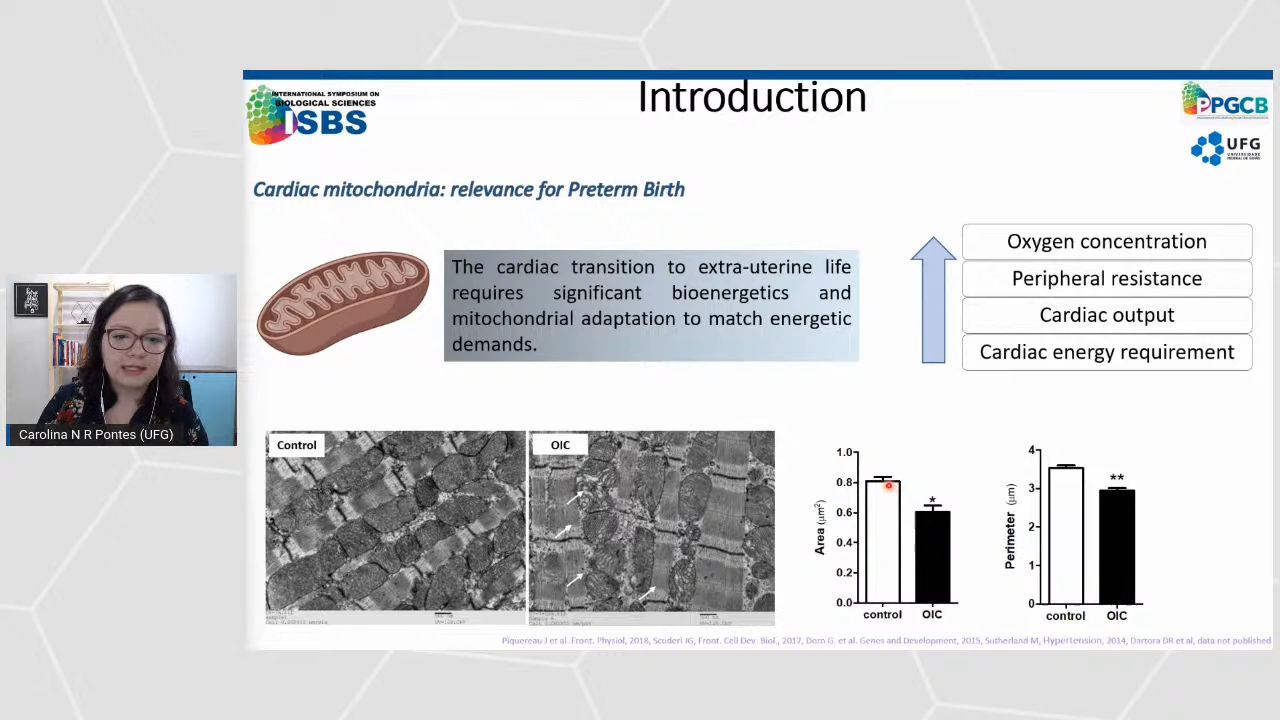 Introduction
INTERNATIONAL SYMPOSIUM ON
BIOLOGICAL SCIENCES
ISBS
PPGCB
UFG
UNIVERSIDADE
FEDERAL DE GOIÁS
Cardiac mitochondria: relevance for Preterm Birth
The cardiac transition to extra-uterine life
requires significant bioenergetics and
mitochondrial adaptation to match energetic
demands.
Oxygen concentration
Peripheral resistance
Cardiac output
Cardiac energy requirement
Carolina N R Pontes (UFG)
Control
OIC
Area (µm²)
1.0
0.8
0.6
0.4
0.2
0.0
*
control OIC
Perimeter (µm)
4
3
2
1
0
**
control OIC
Piquereau J et al. Front. Physiol, 2018, Scuderi JG, Front. Cell Dev. Biol., 2017, Dorn G. et al. Genes and Development, 2015, Sutherland M, Hypertension, 2014, Dartora DR et al, data not published